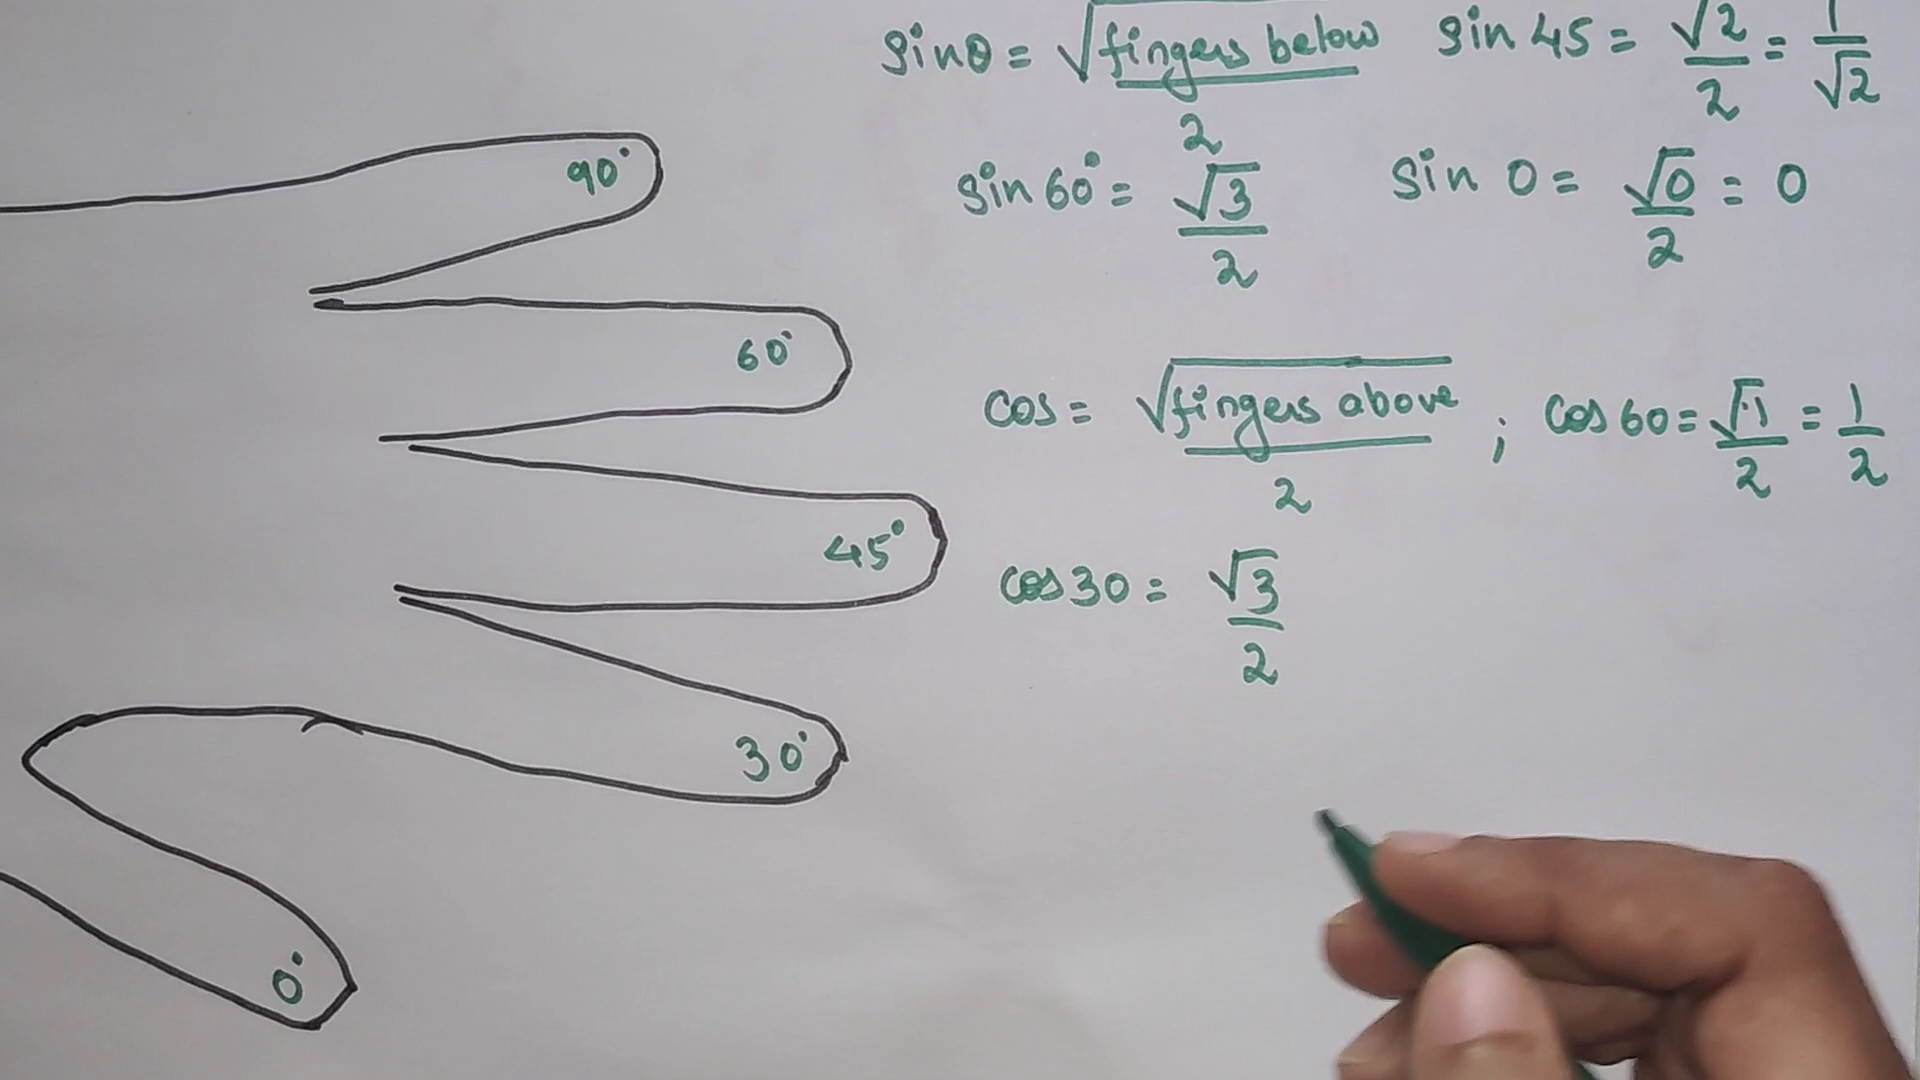 sinθ = √fingers below / 2 sin 45 = √2/2 = 1/√2
sin 60° = √3/2 sin 0 = √0/2 = 0
cos = √fingers above / 2 ; cos 60 = √1/2 = 1/2
cos 30 = √3/2
90°
60°
45°
30°
0°